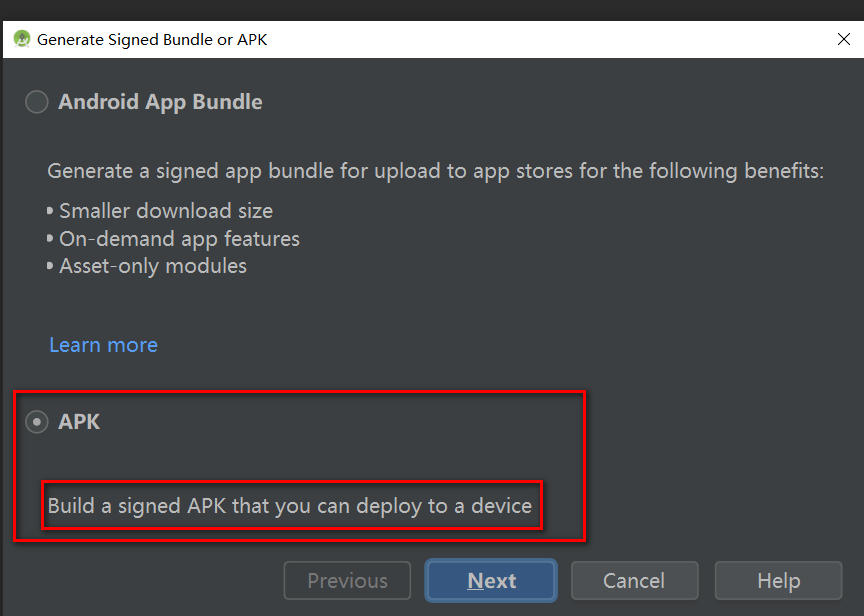 Generate Signed Bundle or APK
Android App Bundle
Generate a signed app bundle for upload to app stores for the following benefits:
• Smaller download size
• On-demand app features
• Asset-only modules
Learn more
APK
Build a signed APK that you can deploy to a device
Previous Next Cancel Help